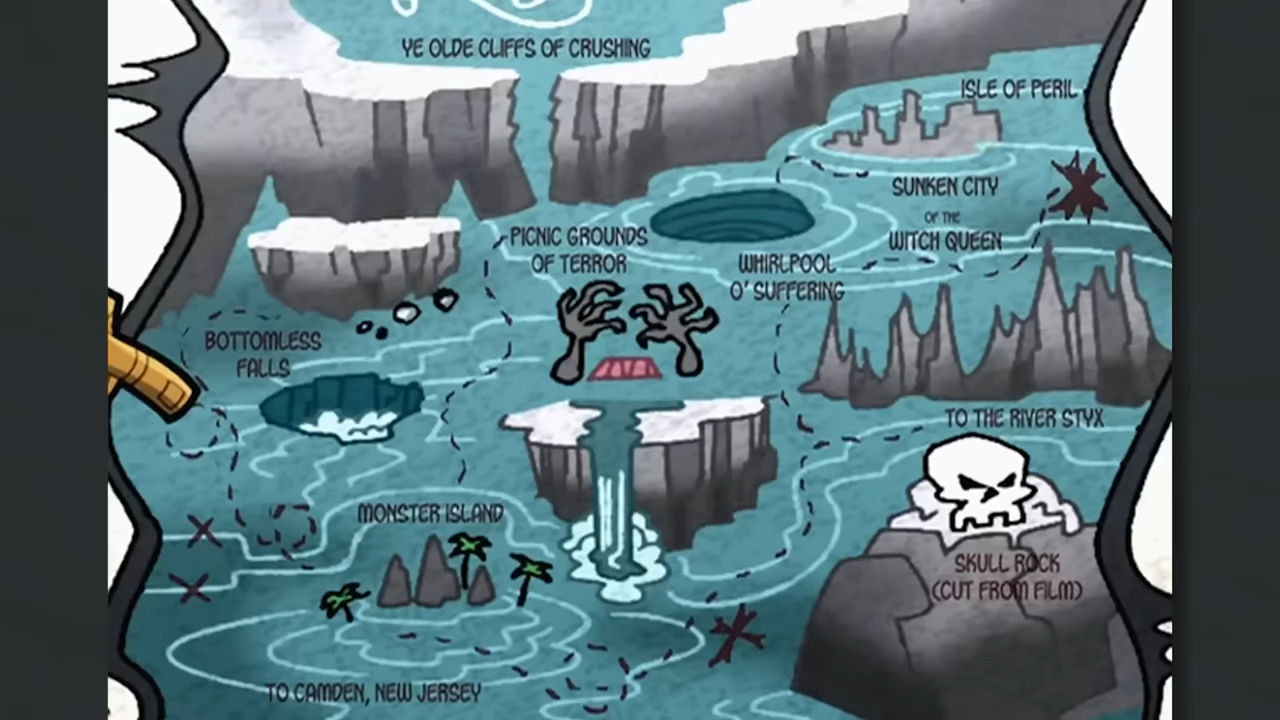 YE OLDE CLIFFS OF CRUSHING
ISLE OF PERIL
SUNKEN CITY
OF THE
WITCH QUEEN
PICNIC GROUNDS
OF TERROR
WHIRLPOOL
O' SUFFERING
BOTTOMLESS
FALLS
TO THE RIVER STYX
MONSTER ISLAND
SKULL ROCK
(CUT FROM FILM)
TO CAMDEN, NEW JERSEY